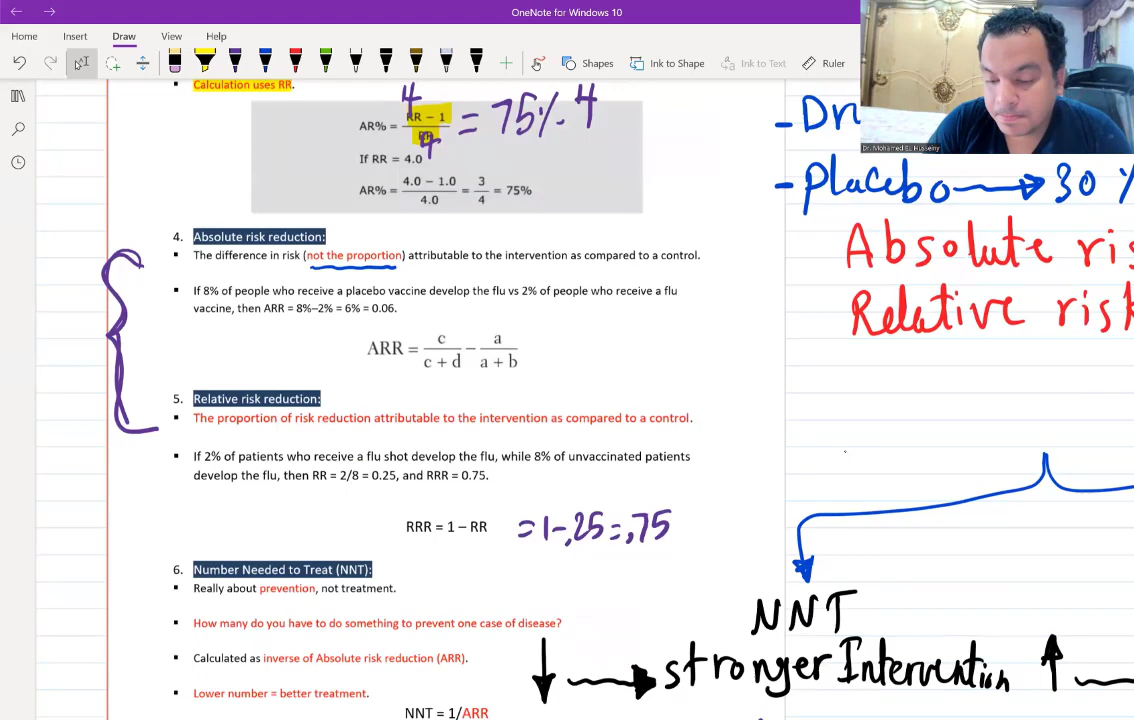 OneNote for Windows 10
Home Insert Draw View Help
Shapes Ink to Shape Ink to Text Ruler
Calculation uses RR.
4
AR% = RR – 1 = 75% 4
4
If RR = 4.0
AR% = 4.0 – 1.0 / 4.0 = 3 / 4 = 75%
4. Absolute risk reduction:
The difference in risk (not the proportion) attributable to the intervention as compared to a control.
If 8% of people who receive a placebo vaccine develop the flu vs 2% of people who receive a flu
vaccine, then ARR = 8%–2% = 6% = 0.06.
ARR = c / c + d – a / a + b
5. Relative risk reduction:
The proportion of risk reduction attributable to the intervention as compared to a control.
If 2% of patients who receive a flu shot develop the flu, while 8% of unvaccinated patients
develop the flu, then RR = 2/8 = 0.25, and RRR = 0.75.
RRR = 1 – RR = 1-.25=.75
6. Number Needed to Treat (NNT):
Really about prevention, not treatment.
How many do you have to do something to prevent one case of disease?
Calculated as inverse of Absolute risk reduction (ARR).
Lower number = better treatment.
NNT = 1/ARR
Dr. Mohamed EL Husseiny
- Dr
- Placebo → 30 %
Absolute ris
Relative risk
NNT
↓ → stronger Intervention ↑